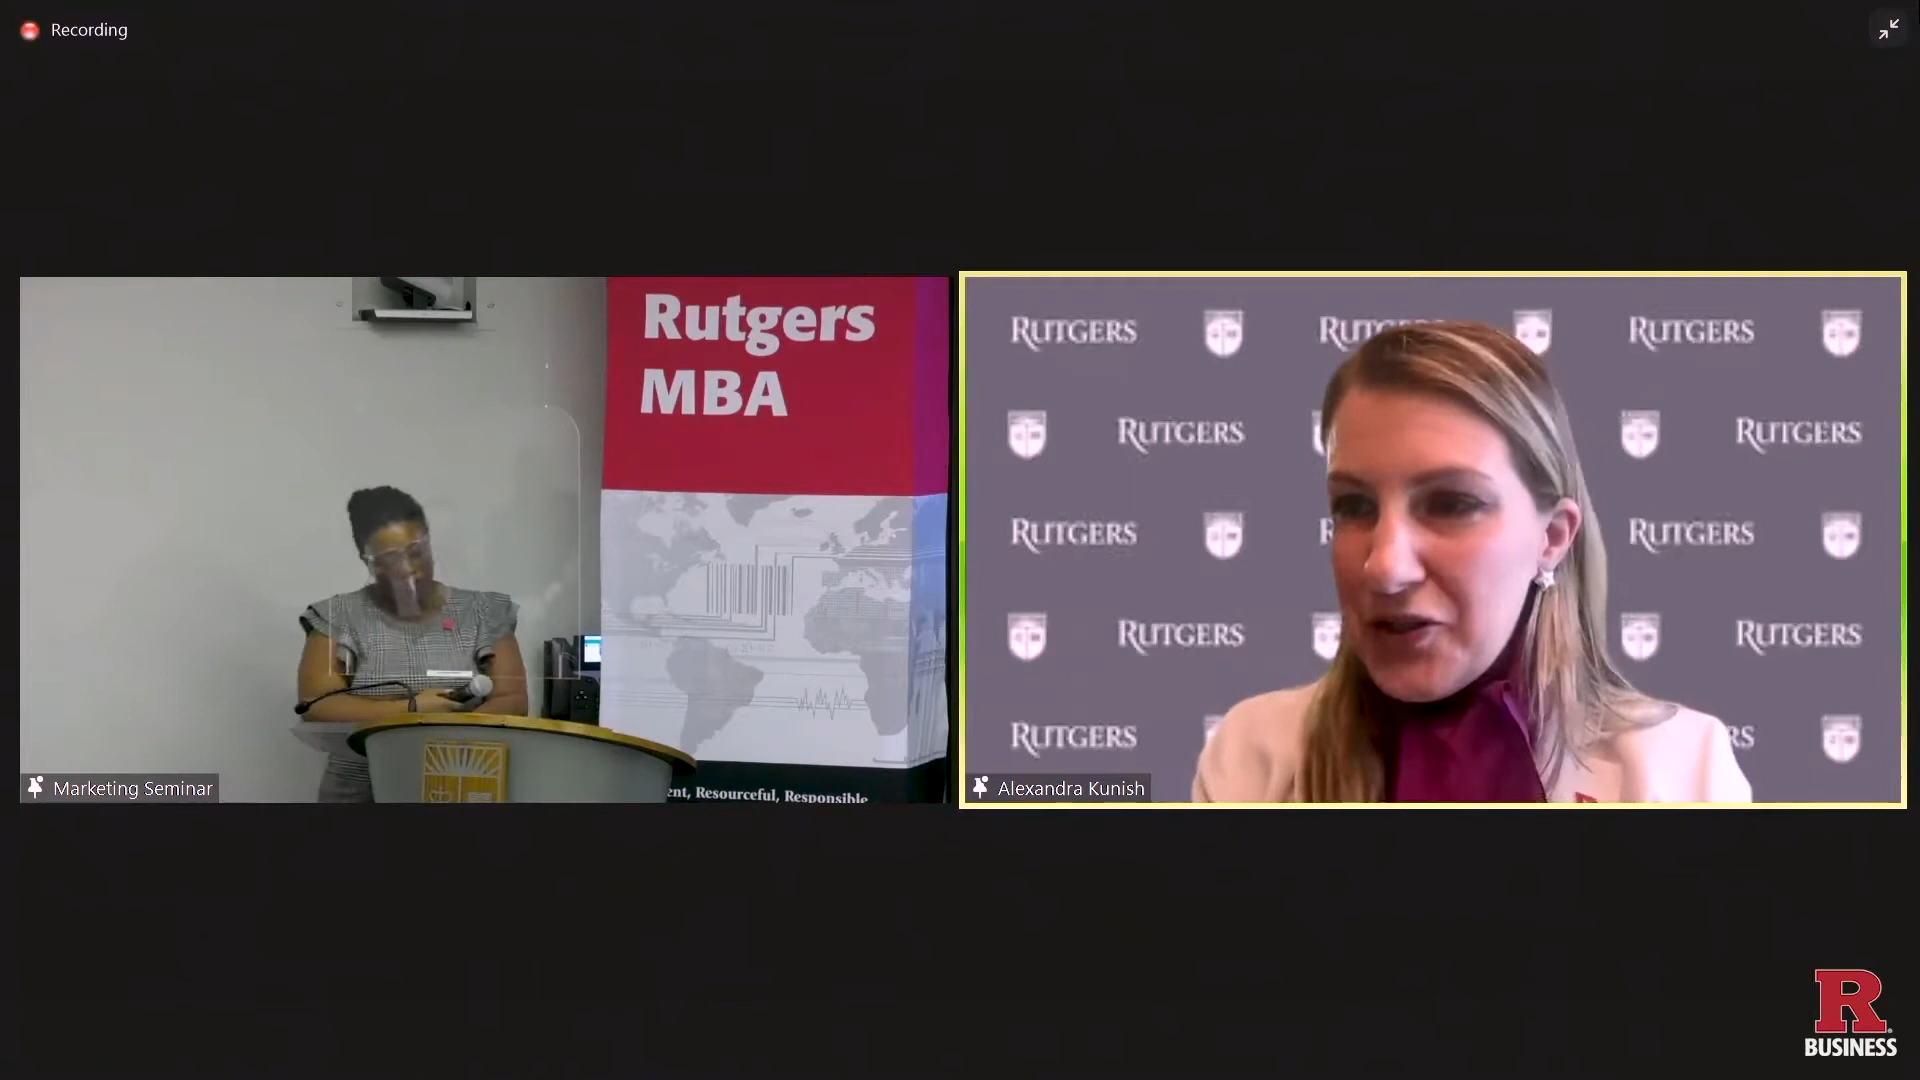 Recording
Rutgers
MBA
ent, Resourceful, Responsible
Marketing Seminar
RUTGERS
RUTGERS
RUTGERS
RUTGERS
RUTGERS
RUTGERS
RUTGERS
RUTGERS
RUTGERS
RUTGERS
RS
Alexandra Kunish
R
BUSINESS